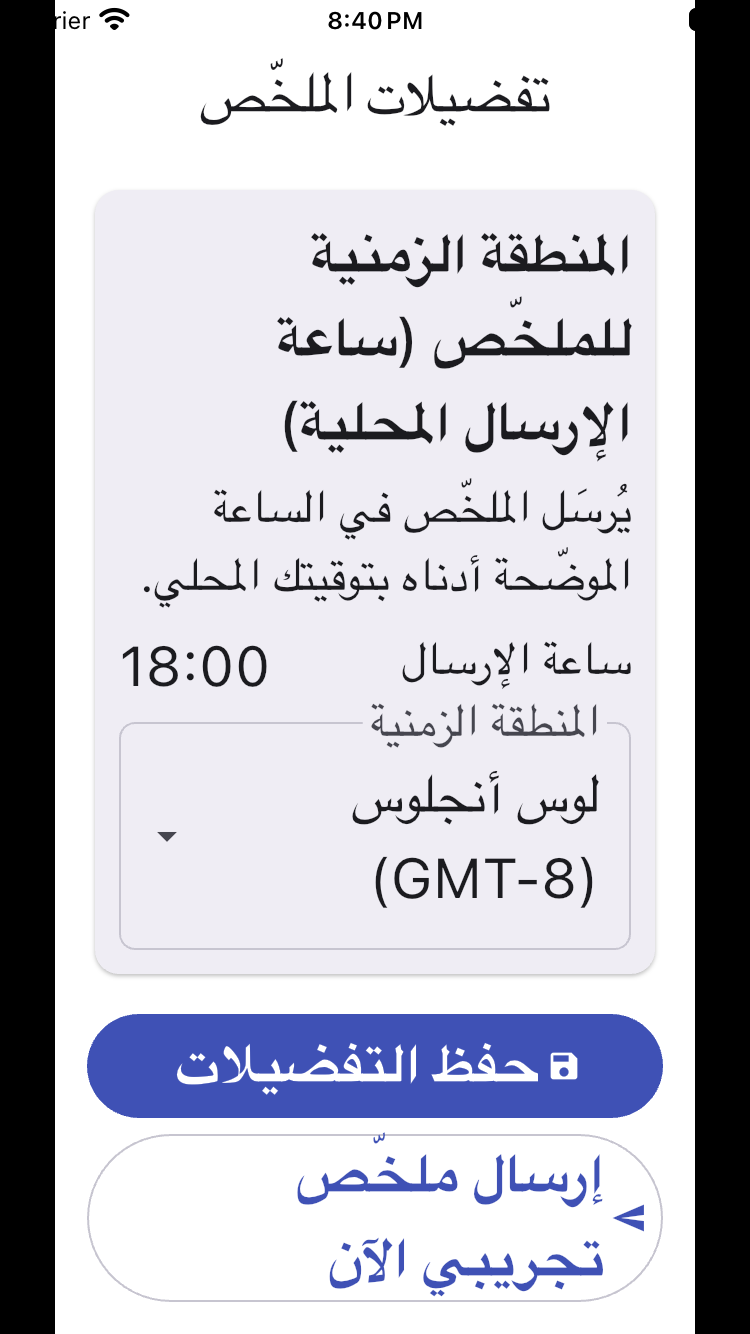 rier 8:40 PM
تفضيلات الملخّص
المنطقة الزمنية
للملخّص (ساعة
الإرسال المحلية)
يُرسَل الملخّص في الساعة
الموضّحة أدناه بتوقيتك المحلي.
ساعة الإرسال 18:00
المنطقة الزمنية
لوس أنجلوس
(GMT-8)
حفظ التفضيلات
إرسال ملخّص
تجريبي الآن